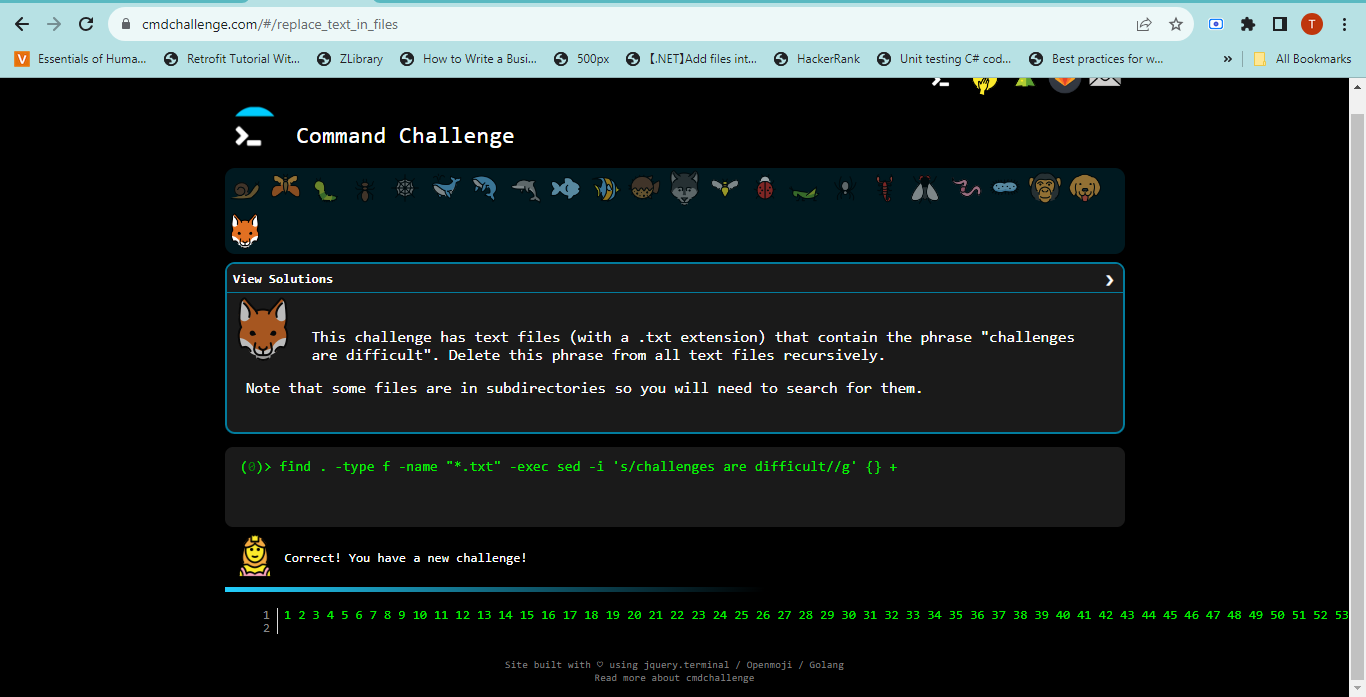 cmdchallenge.com/#/replace_text_in_files
T
V Essentials of Huma... Retrofit Tutorial Wit... ZLibrary How to Write a Busi... 500px 【.NET】Add files int... HackerRank Unit testing C# cod... Best practices for w... » All Bookmarks
Command Challenge
View Solutions
This challenge has text files (with a .txt extension) that contain the phrase "challenges
are difficult". Delete this phrase from all text files recursively.
Note that some files are in subdirectories so you will need to search for them.
(0)> find . -type f -name "*.txt" -exec sed -i 's/challenges are difficult//g' {} +
Correct! You have a new challenge!
1 1 2 3 4 5 6 7 8 9 10 11 12 13 14 15 16 17 18 19 20 21 22 23 24 25 26 27 28 29 30 31 32 33 34 35 36 37 38 39 40 41 42 43 44 45 46 47 48 49 50 51 52 53
2
Site built with ♡ using jquery.terminal / Openmoji / Golang
Read more about cmdchallenge